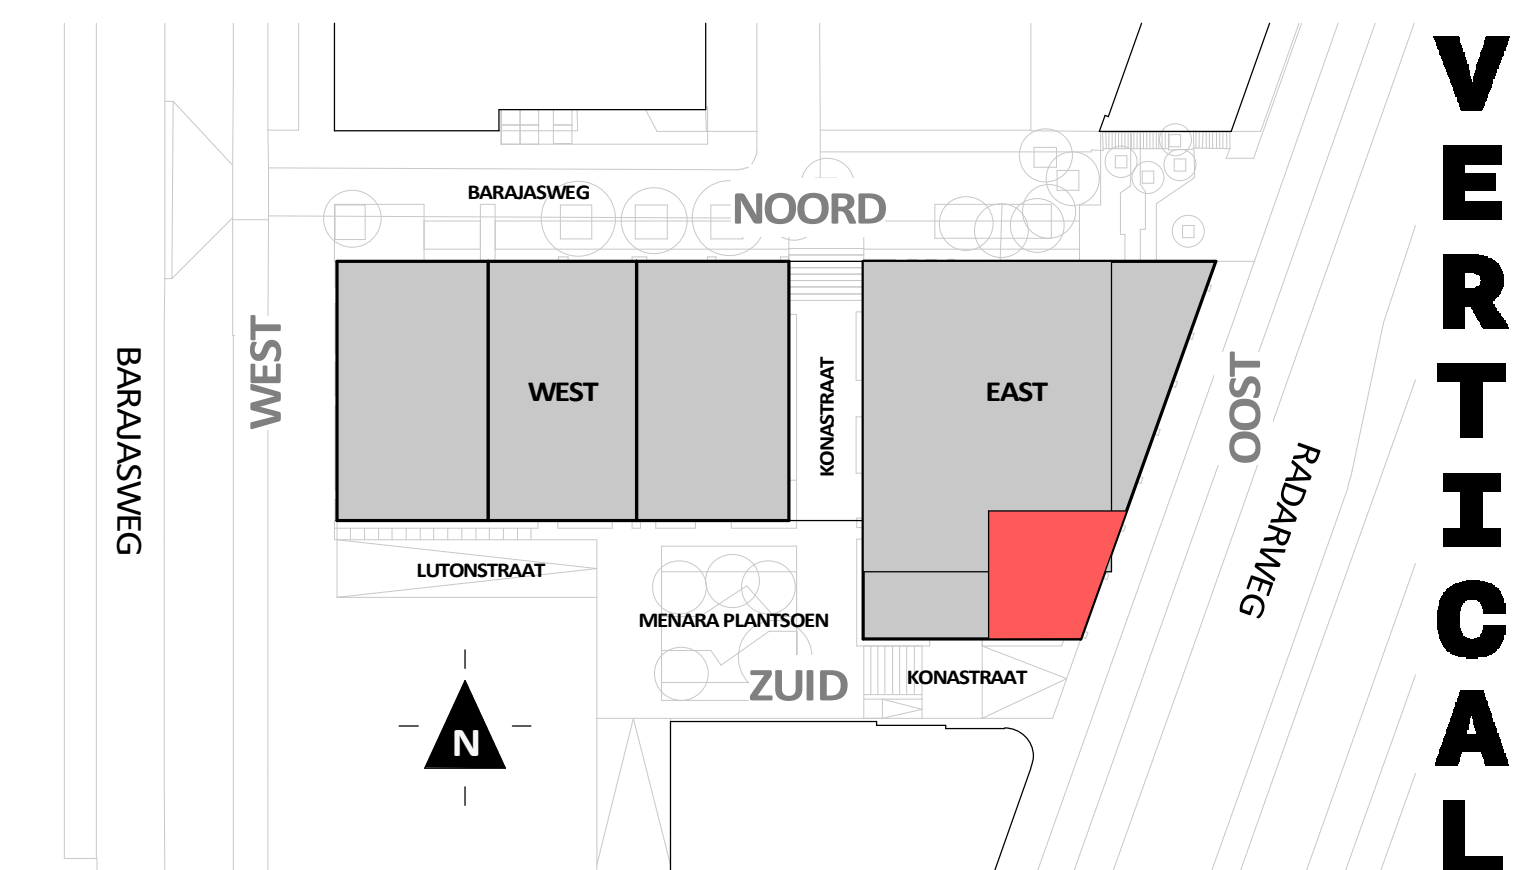 BARAJASWEG
NOORD
WEST
BARAJASWEG
WEST
KONASTRAAT
EAST
OOST
RADARWEG
LUTONSTRAAT
MENARA PLANTSOEN
ZUID
KONASTRAAT
N
VERTICAL